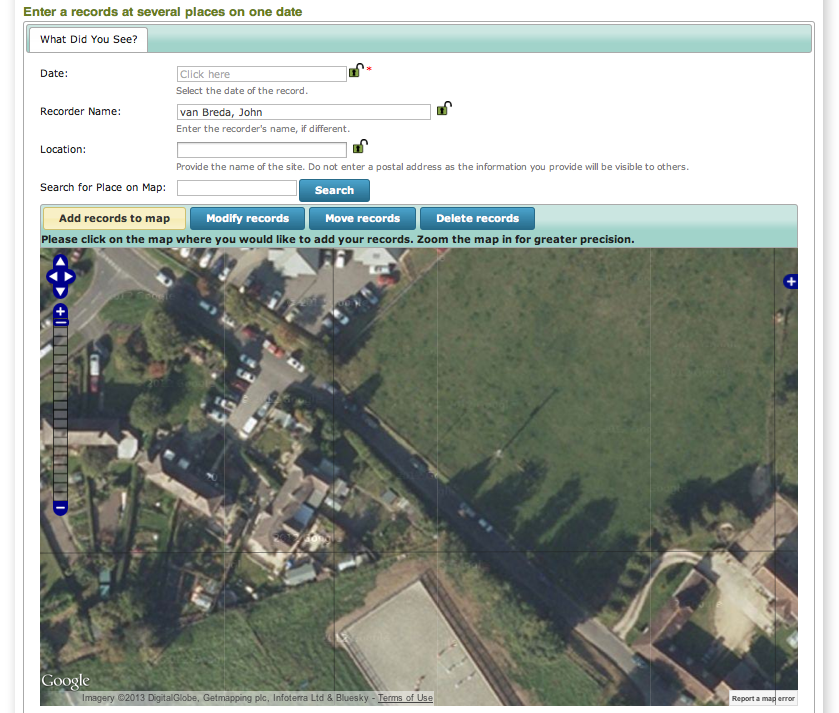 Enter a records at several places on one date
What Did You See?
Date:
Click here
*
Select the date of the record.
Recorder Name:
van Breda, John
Enter the recorder's name, if different.
Location:
Provide the name of the site. Do not enter a postal address as the information you provide will be visible to others.
Search for Place on Map:
Search
Add records to map
Modify records
Move records
Delete records
Please click on the map where you would like to add your records. Zoom the map in for greater precision.
Google
Imagery ©2013 DigitalGlobe, Getmapping plc, Infoterra Ltd & Bluesky - Terms of Use
Report a map error